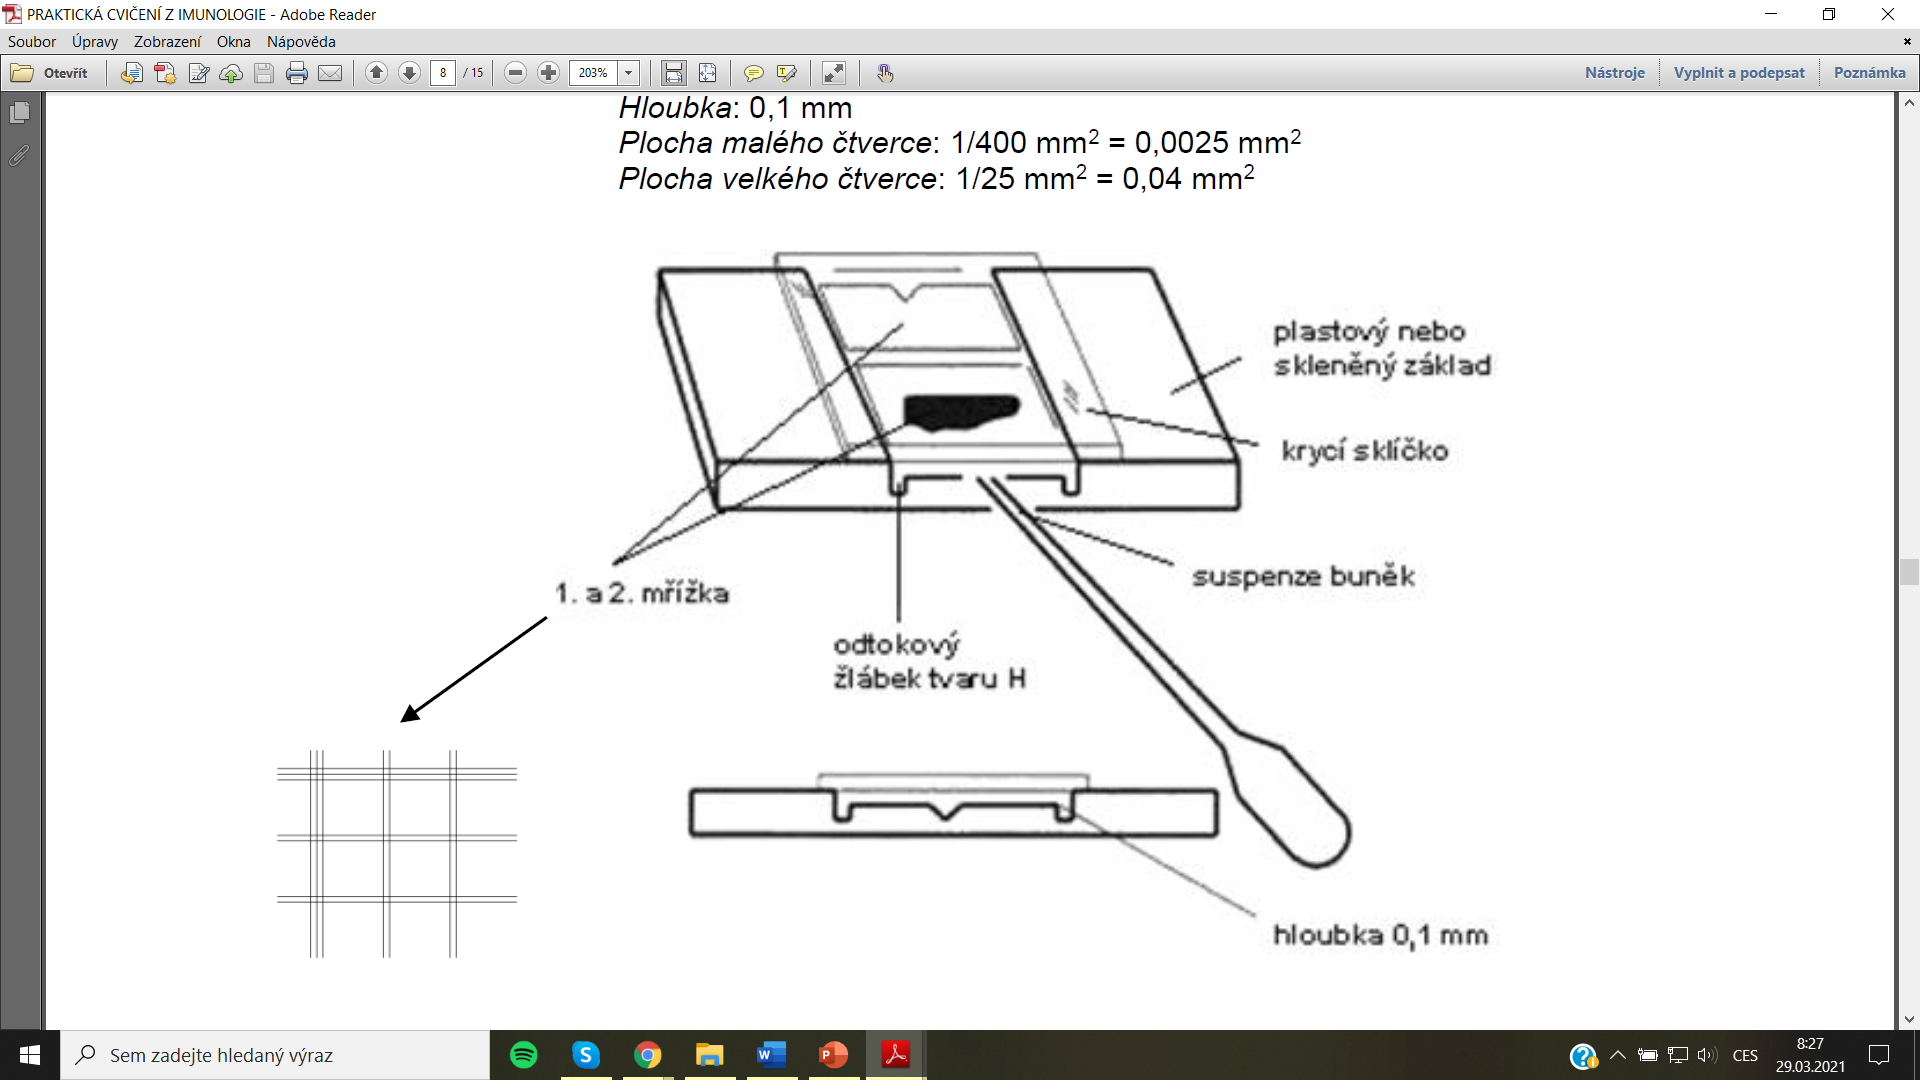 PRAKTICKÁ CVIČENÍ Z IMUNOLOGIE - Adobe Reader
Soubor Úpravy Zobrazení Okna Nápověda
Otevřít 8 / 15 203% Nástroje Vyplnit a podepsat Poznámka
Hloubka: 0,1 mm
Plocha malého čtverce: 1/400 mm² = 0,0025 mm²
Plocha velkého čtverce: 1/25 mm² = 0,04 mm²
plastový nebo
skleněný základ
krycí sklíčko
suspenze buněk
1. a 2. mřížka
odtokový
žlábek tvaru H
hloubka 0,1 mm
Sem zadejte hledaný výraz
CES
8:27
29.03.2021